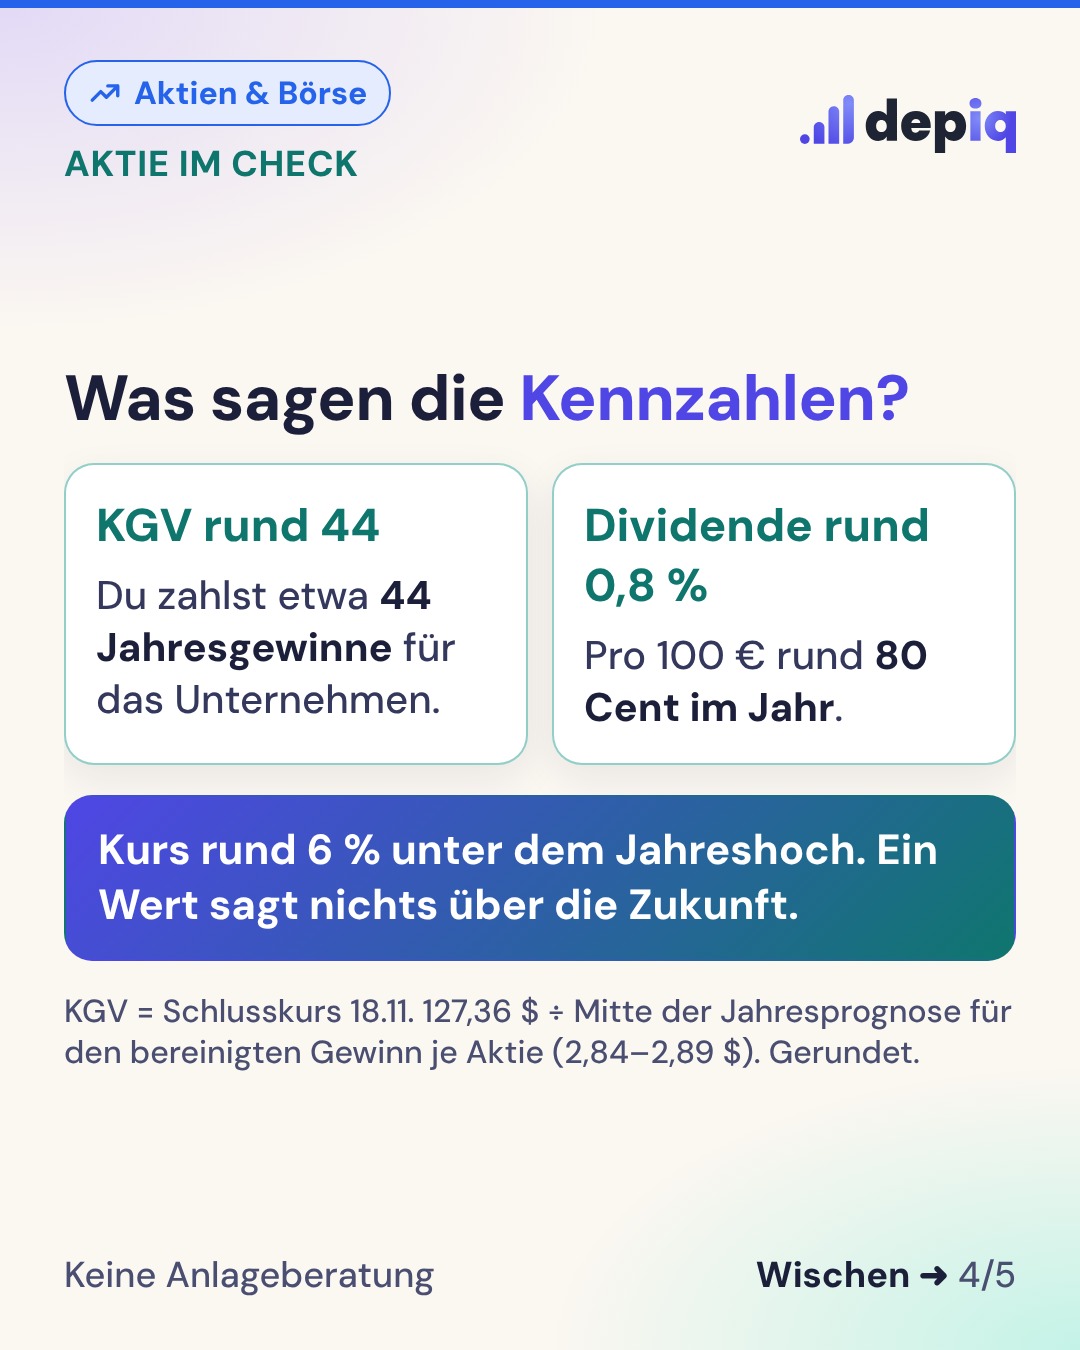 Aktien & Börse
AKTIE IM CHECK
depiq
Was sagen die Kennzahlen?
KGV rund 44
Du zahlst etwa 44
Jahresgewinne für
das Unternehmen.
Dividende rund
0,8 %
Pro 100 € rund 80
Cent im Jahr.
Kurs rund 6 % unter dem Jahreshoch. Ein
Wert sagt nichts über die Zukunft.
KGV = Schlusskurs 18.11. 127,36 $ ÷ Mitte der Jahresprognose für
den bereinigten Gewinn je Aktie (2,84–2,89 $). Gerundet.
Keine Anlageberatung
Wischen → 4/5